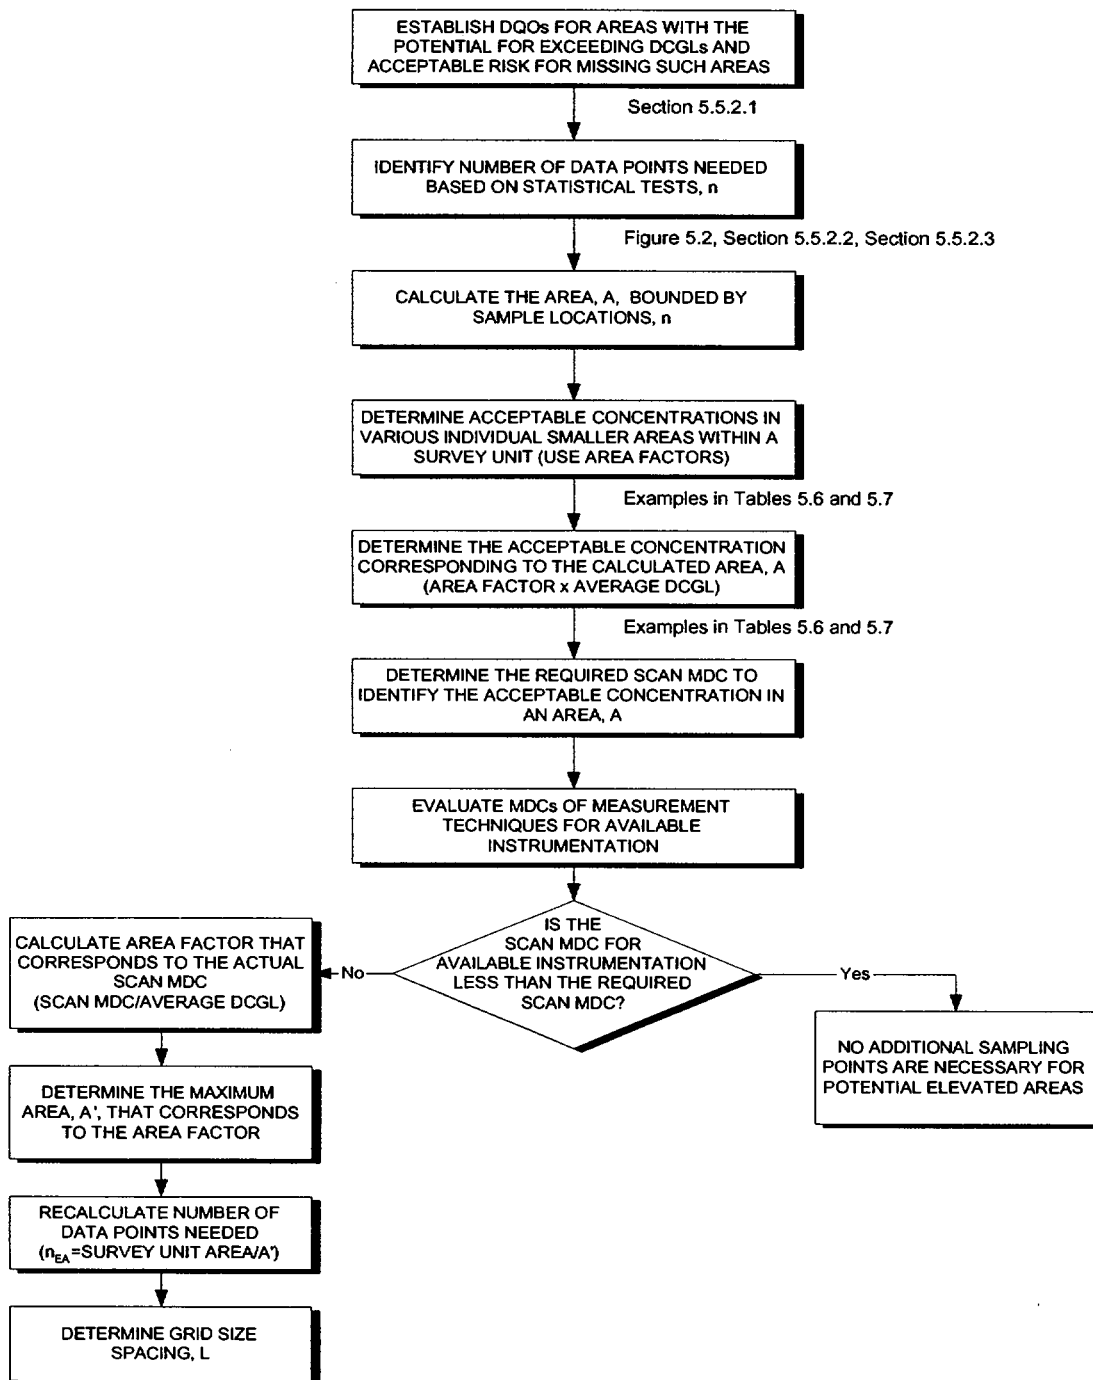 ESTABLISH DQOs FOR AREAS WITH THE
POTENTIAL FOR EXCEEDING DCGLs AND
ACCEPTABLE RISK FOR MISSING SUCH AREAS
Section 5.5.2.1
IDENTIFY NUMBER OF DATA POINTS NEEDED
BASED ON STATISTICAL TESTS, n
Figure 5.2, Section 5.5.2.2, Section 5.5.2.3
CALCULATE THE AREA, A, BOUNDED BY
SAMPLE LOCATIONS, n
DETERMINE ACCEPTABLE CONCENTRATIONS IN
VARIOUS INDIVIDUAL SMALLER AREAS WITHIN A
SURVEY UNIT (USE AREA FACTORS)
Examples in Tables 5.6 and 5.7
DETERMINE THE ACCEPTABLE CONCENTRATION
CORRESPONDING TO THE CALCULATED AREA, A
(AREA FACTOR x AVERAGE DCGL)
Examples in Tables 5.6 and 5.7
DETERMINE THE REQUIRED SCAN MDC TO
IDENTIFY THE ACCEPTABLE CONCENTRATION IN
AN AREA, A
EVALUATE MDCs OF MEASUREMENT
TECHNIQUES FOR AVAILABLE
INSTRUMENTATION
IS THE
SCAN MDC FOR
AVAILABLE INSTRUMENTATION
LESS THAN THE REQUIRED
SCAN MDC?
No
Yes
CALCULATE AREA FACTOR THAT
CORRESPONDS TO THE ACTUAL
SCAN MDC
(SCAN MDC/AVERAGE DCGL)
NO ADDITIONAL SAMPLING
POINTS ARE NECESSARY FOR
POTENTIAL ELEVATED AREAS
DETERMINE THE MAXIMUM
AREA, A', THAT CORRESPONDS
TO THE AREA FACTOR
RECALCULATE NUMBER OF
DATA POINTS NEEDED
(nEA=SURVEY UNIT AREA/A')
DETERMINE GRID SIZE
SPACING, L